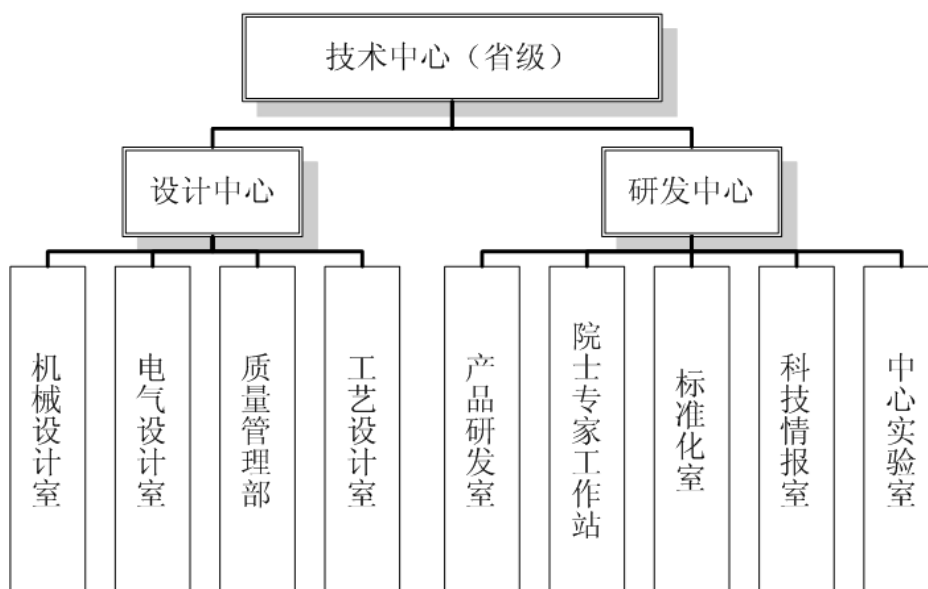 技术中心（省级）
设计中心
研发中心
机械设计室
电气设计室
质量管理部
工艺设计室
产品研发室
院士专家工作站
标准化室
科技情报室
中心实验室